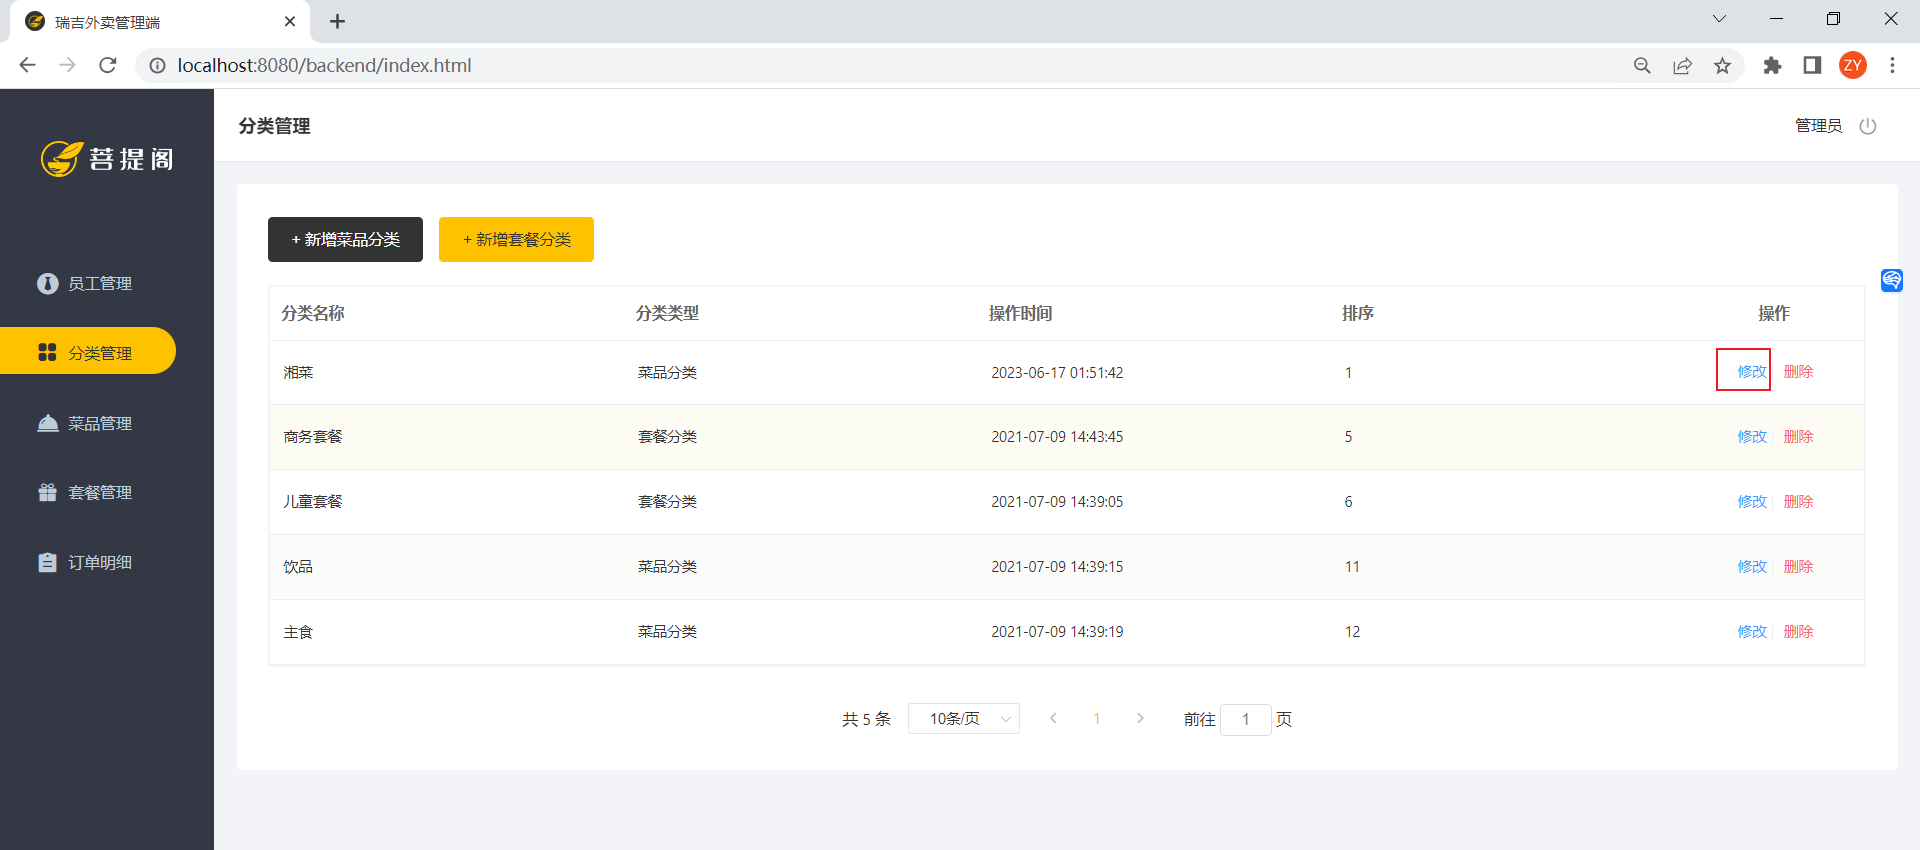 瑞吉外卖管理端
localhost:8080/backend/index.html
ZY
菩提阁
分类管理
管理员
员工管理
分类管理
菜品管理
套餐管理
订单明细
+ 新增菜品分类
+ 新增套餐分类
分类名称 分类类型 操作时间 排序 操作
湘菜 菜品分类 2023-06-17 01:51:42 1 修改 删除
商务套餐 套餐分类 2021-07-09 14:43:45 5 修改 删除
儿童套餐 套餐分类 2021-07-09 14:39:05 6 修改 删除
饮品 菜品分类 2021-07-09 14:39:15 11 修改 删除
主食 菜品分类 2021-07-09 14:39:19 12 修改 删除
共 5 条 10条/页 1 前往 1 页